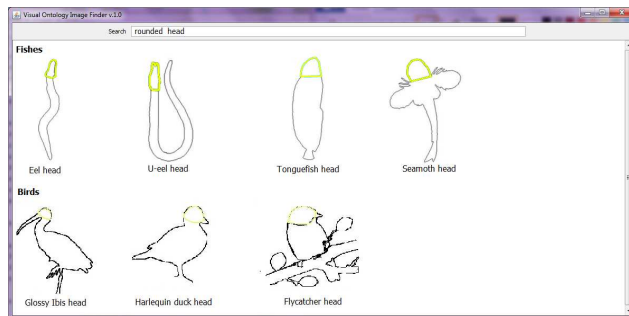 Visual Ontology Image Finder v.1.0
Search rounded head
Fishes
Eel head U-eel head Tonguefish head Seamoth head
Birds
Glossy Ibis head Harlequin duck head Flycatcher head